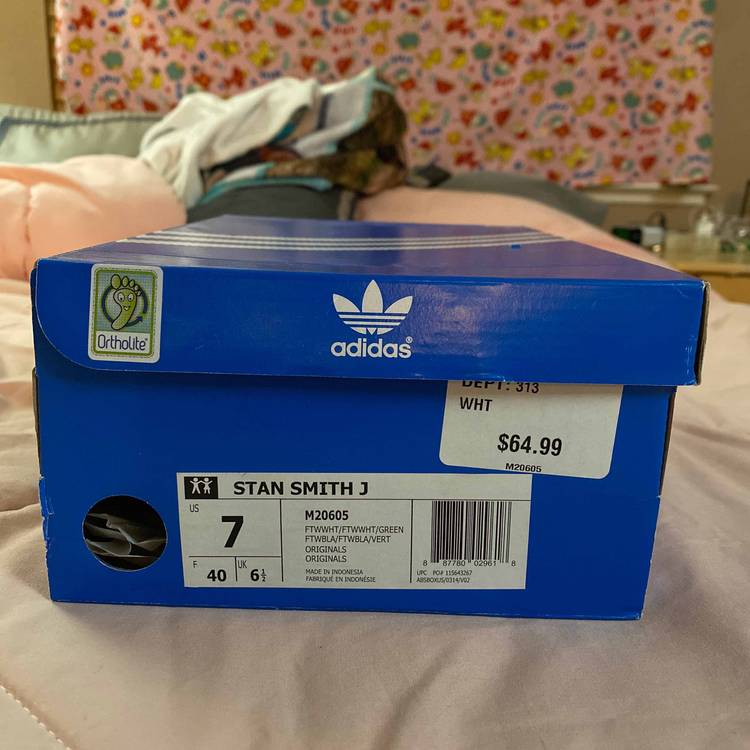 Ortholite®
adidas®
DEPT: 313
WHT
$64.99
M20605
STAN SMITH J
US
7
F
40
UK
6½
M20605
FTWWHT/FTWWHT/GREEN
FTWBLA/FTWBLA/VERT
ORIGINALS
ORIGINALS
MADE IN INDONESIA
FABRIQUÉ EN INDONÉSIE
8 87780 02961 8
UPC PO# 115643267
ABSBOXUS/0314/V02